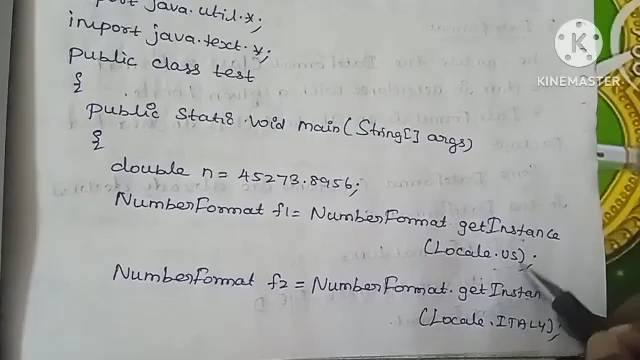 port java.util.*;
import java.text.*;
public class test
{
public static void main(String[] args)
{
double n = 45273.8956;
NumberFormat f1 = NumberFormat getInstance
(Locale.US);
NumberFormat f2 = NumberFormat.getInstan
(Locale.ITALY);
KINEMASTER